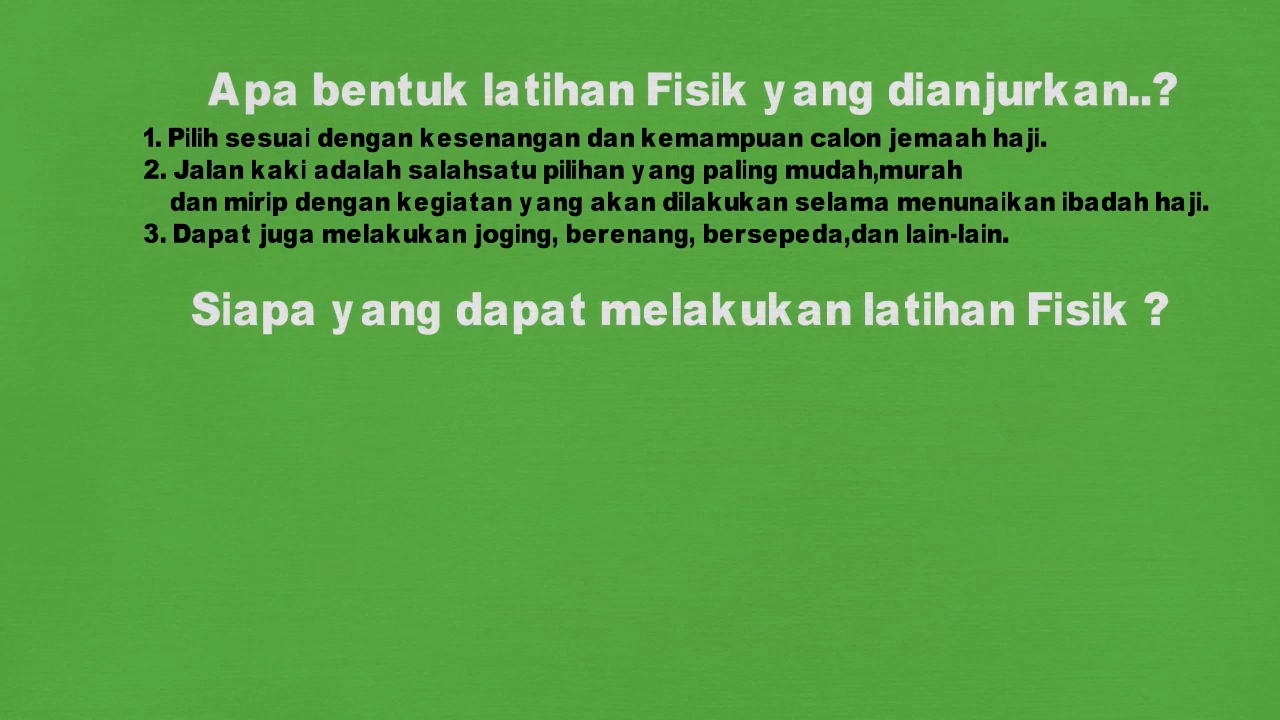 Apa bentuk latihan Fisik yang dianjurkan..?
1. Pilih sesuai dengan kesenangan dan kemampuan calon jemaah haji.
2. Jalan kaki adalah salahsatu pilihan yang paling mudah,murah
dan mirip dengan kegiatan yang akan dilakukan selama menunaikan ibadah haji.
3. Dapat juga melakukan joging, berenang, bersepeda,dan lain-lain.
Siapa yang dapat melakukan latihan Fisik ?